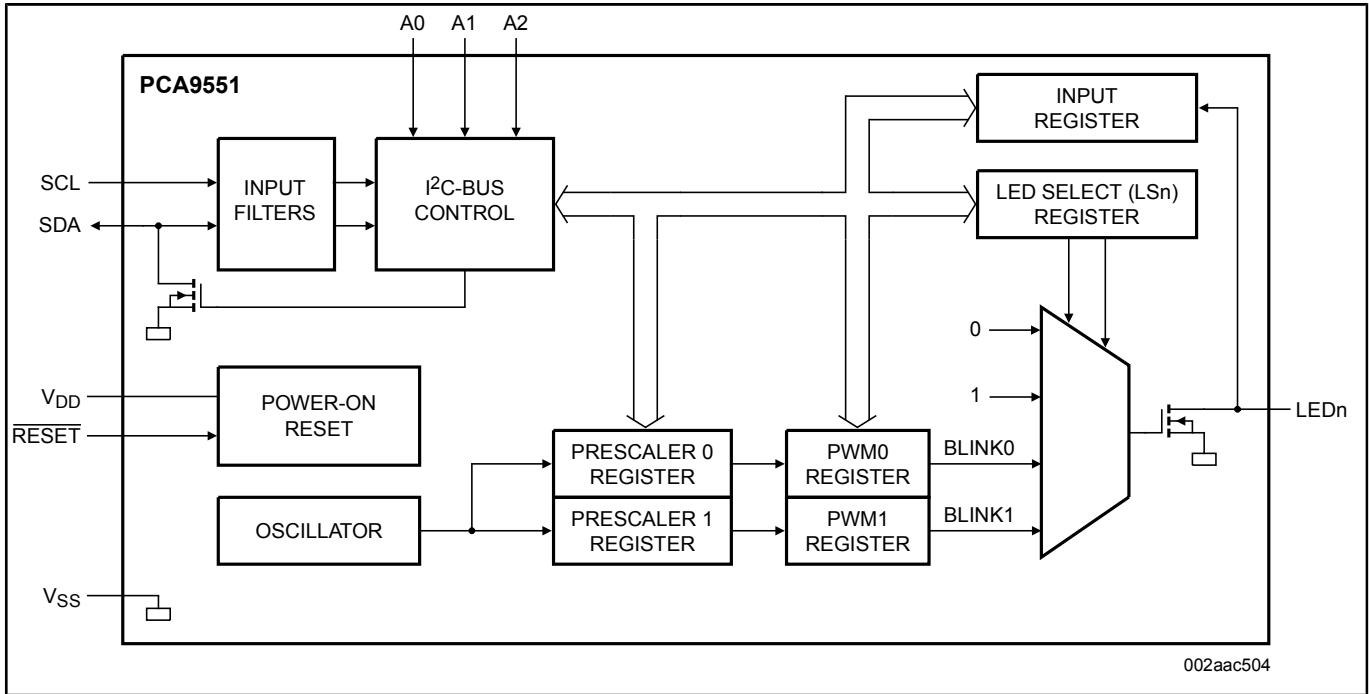 A0 A1 A2
PCA9551
INPUT
REGISTER
SCL
SDA
INPUT
FILTERS
I²C-BUS
CONTROL
LED SELECT (LSn)
REGISTER
0
1
V_DD
RESET
POWER-ON
RESET
LEDn
PRESCALER 0
REGISTER
PWM0
REGISTER
BLINK0
OSCILLATOR
PRESCALER 1
REGISTER
PWM1
REGISTER
BLINK1
V_SS
002aac504